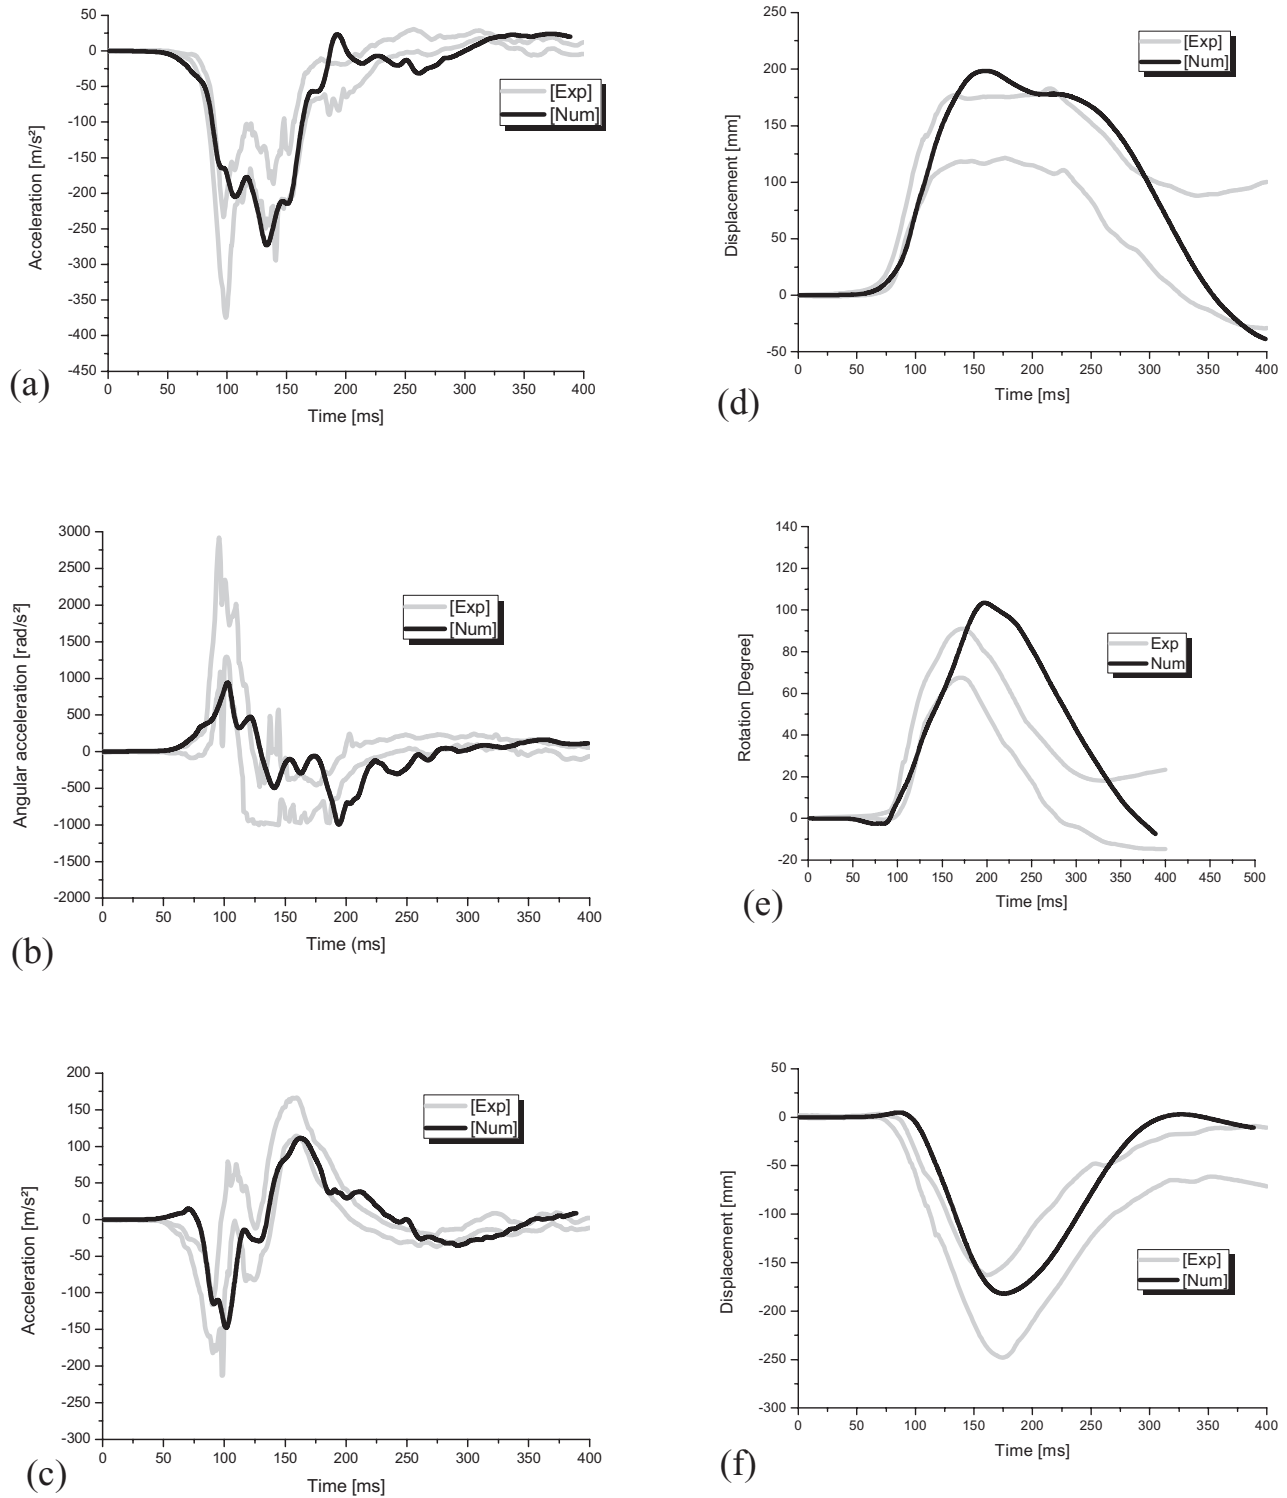 50
0
-50
-100
-150
-200
-250
-300
-350
-400
-450
Acceleration [m/s²]
[Exp]
[Num]
0 50 100 150 200 250 300 350 400
Time [ms]
(a)
250
200
150
100
50
0
-50
Displacement [mm]
[Exp]
[Num]
0 50 100 150 200 250 300 350 400
Time [ms]
(d)
3000
2500
2000
1500
1000
500
0
-500
-1000
-1500
-2000
Angular acceleration [rad/s²]
[Exp]
[Num]
0 50 100 150 200 250 300 350 400
Time (ms]
(b)
140
120
100
80
60
40
20
0
-20
Rotation [Degree]
Exp
Num
0 50 100 150 200 250 300 350 400 450 500
Time [ms]
(e)
200
150
100
50
0
-50
-100
-150
-200
-250
-300
Acceleration [m/s²]
[Exp]
[Num]
0 50 100 150 200 250 300 350 400
Time [ms]
(c)
50
0
-50
-100
-150
-200
-250
-300
Displacement [mm]
[Exp]
[Num]
0 50 100 150 200 250 300 350 400
Time [ms]
(f)